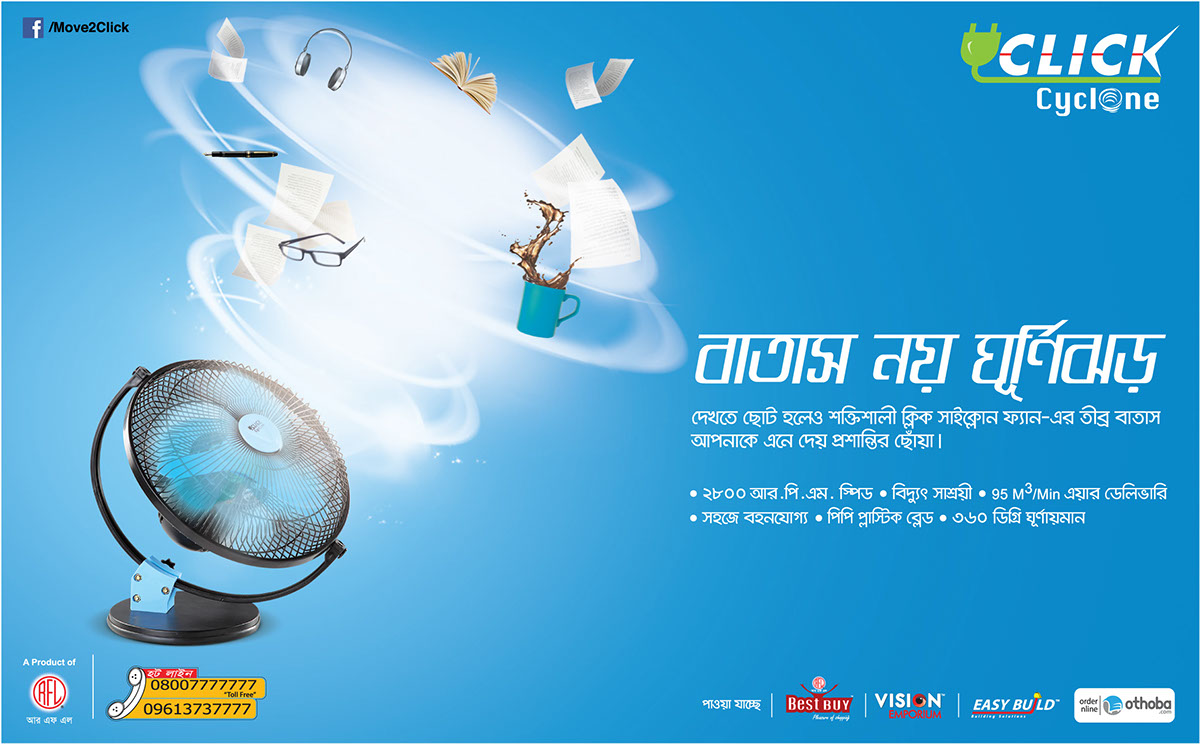 /Move2Click
CLICK
Cyclone
বাতাস নয় ঘূর্ণিঝড়
দেখতে ছোট হলেও শক্তিশালী ক্লিক সাইক্লোন ফ্যান-এর তীব্র বাতাস
আপনাকে এনে দেয় প্রশান্তির ছোঁয়া।
• ২৮০০ আর.পি.এম. স্পিড • বিদ্যুৎ সাশ্রয়ী • 95 M³/Min এয়ার ডেলিভারি
• সহজে বহনযোগ্য • পিপি প্লাস্টিক ব্লেড • ৩৬০ ডিগ্রি ঘূর্ণায়মান
A Product of
RFL
আর এফ এল
হট লাইন
08007777777
"Toll Free"
09613737777
পাওয়া যাচ্ছে
BEST BUY
Pleasure of shopping
VISION
EMPORIUM
EASY BUILD™
Building Solutions
order
nline
othoba
.com